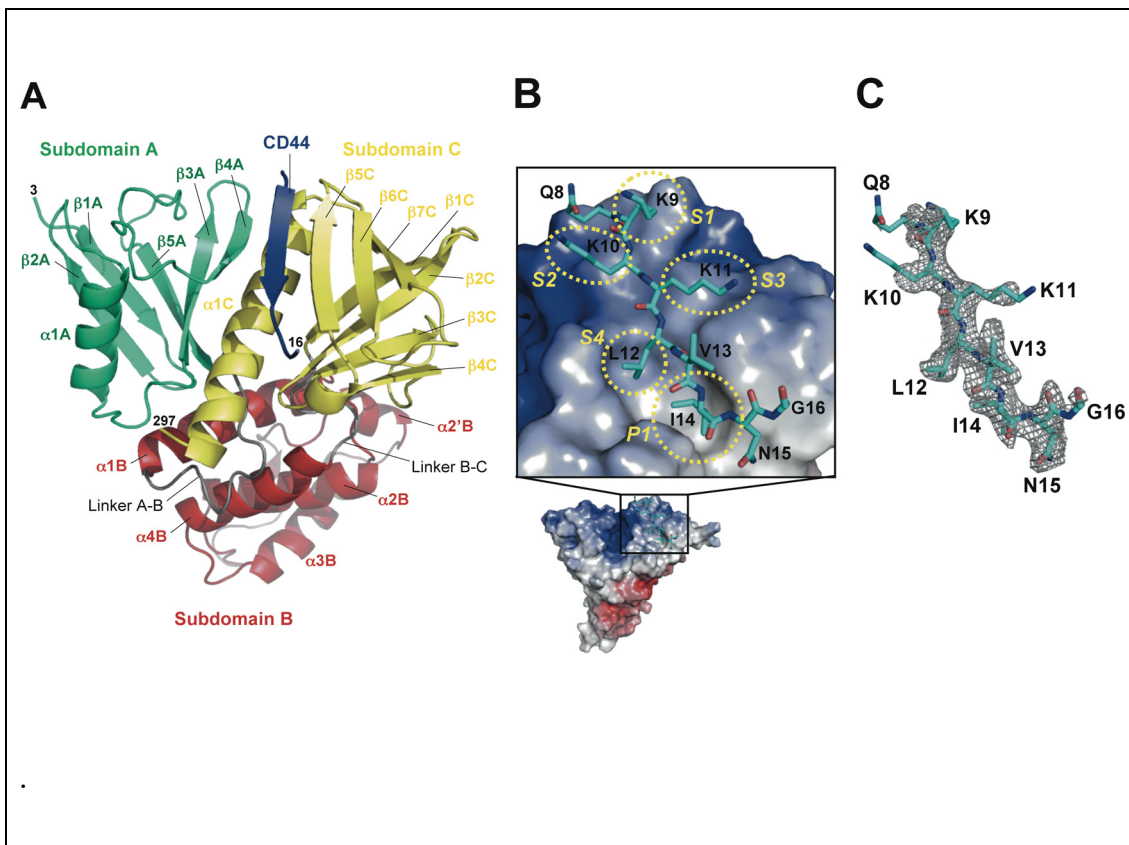 A
B
C
Subdomain A
CD44
Subdomain C
β4A
β3A
3
β1A
β5A
β2A
α1A
β5C
β6C
β7C
β1C
β2C
α1C
β3C
16
β4C
297
α1B
α2'B
Linker B-C
Linker A-B
α2B
α4B
α3B
Subdomain B
Q8
K9
S1
K10
S2
K11
S3
S4
L12
V13
I14
G16
P1
N15
Q8
K9
K10
K11
V13
L12
I14
G16
N15
.